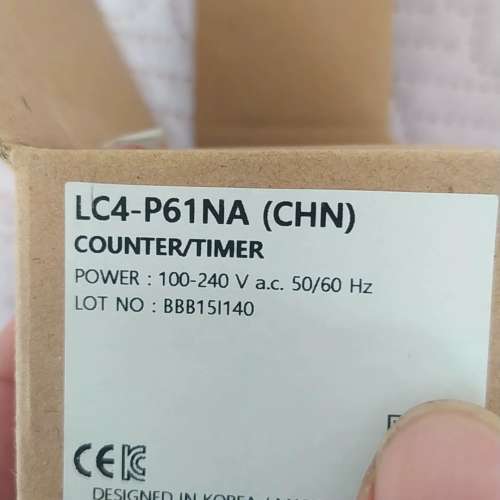 LC4-P61NA (CHN)
COUNTER/TIMER
POWER : 100-240 V a.c. 50/60 Hz
LOT NO : BBB15I140
CE
DESIGNED IN KOREA /